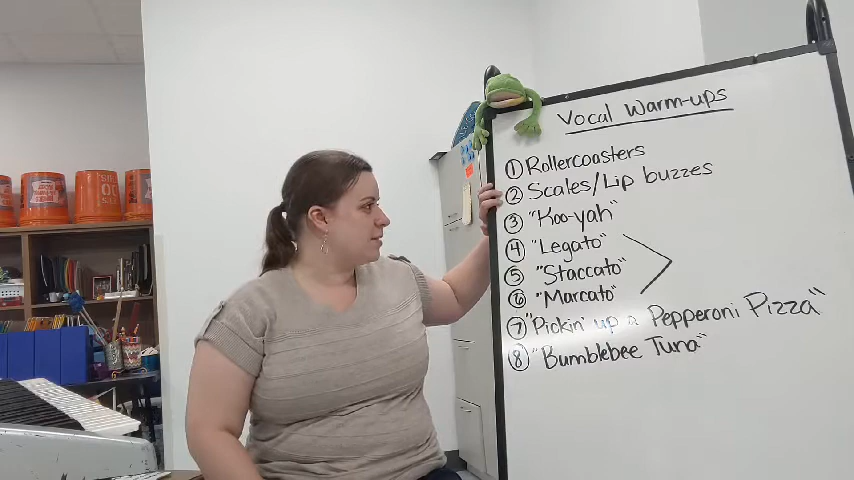 Vocal Warm-ups
① Rollercoasters
② Scales/Lip buzzes
③ "Koo-yah"
④ "Legato"
⑤ "Staccato"
⑥ "Marcato"
⑦ "Pickin' up a Pepperoni Pizza"
⑧ "Bumblebee Tuna"